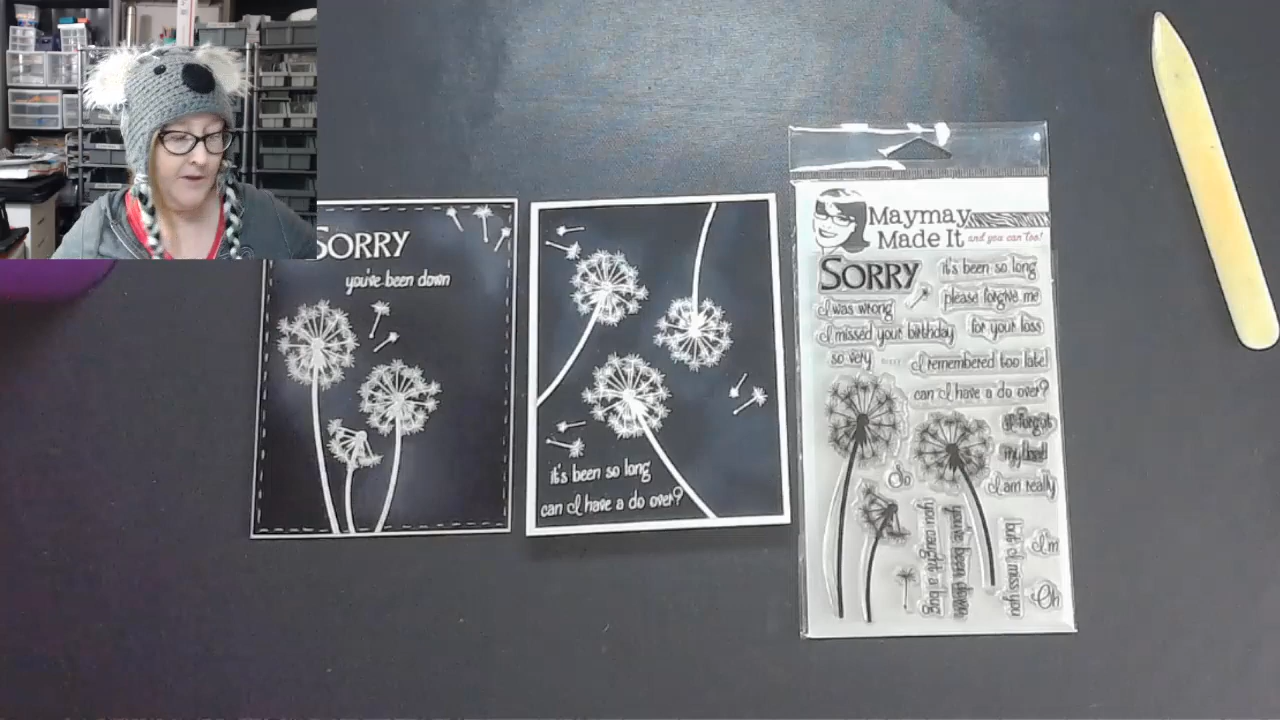 SORRY
you've been down
it's been so long
can I have a do over?
Maymay
Made It and you can too!
SORRY
it's been so long
please forgive me
I was wrong
I missed your birthday
for your loss
so very
I remembered too late!
can I have a do over?
I forgot
my bad!
So
I am really
you caught a bug
you've been down
but I miss you
I'm
Oh